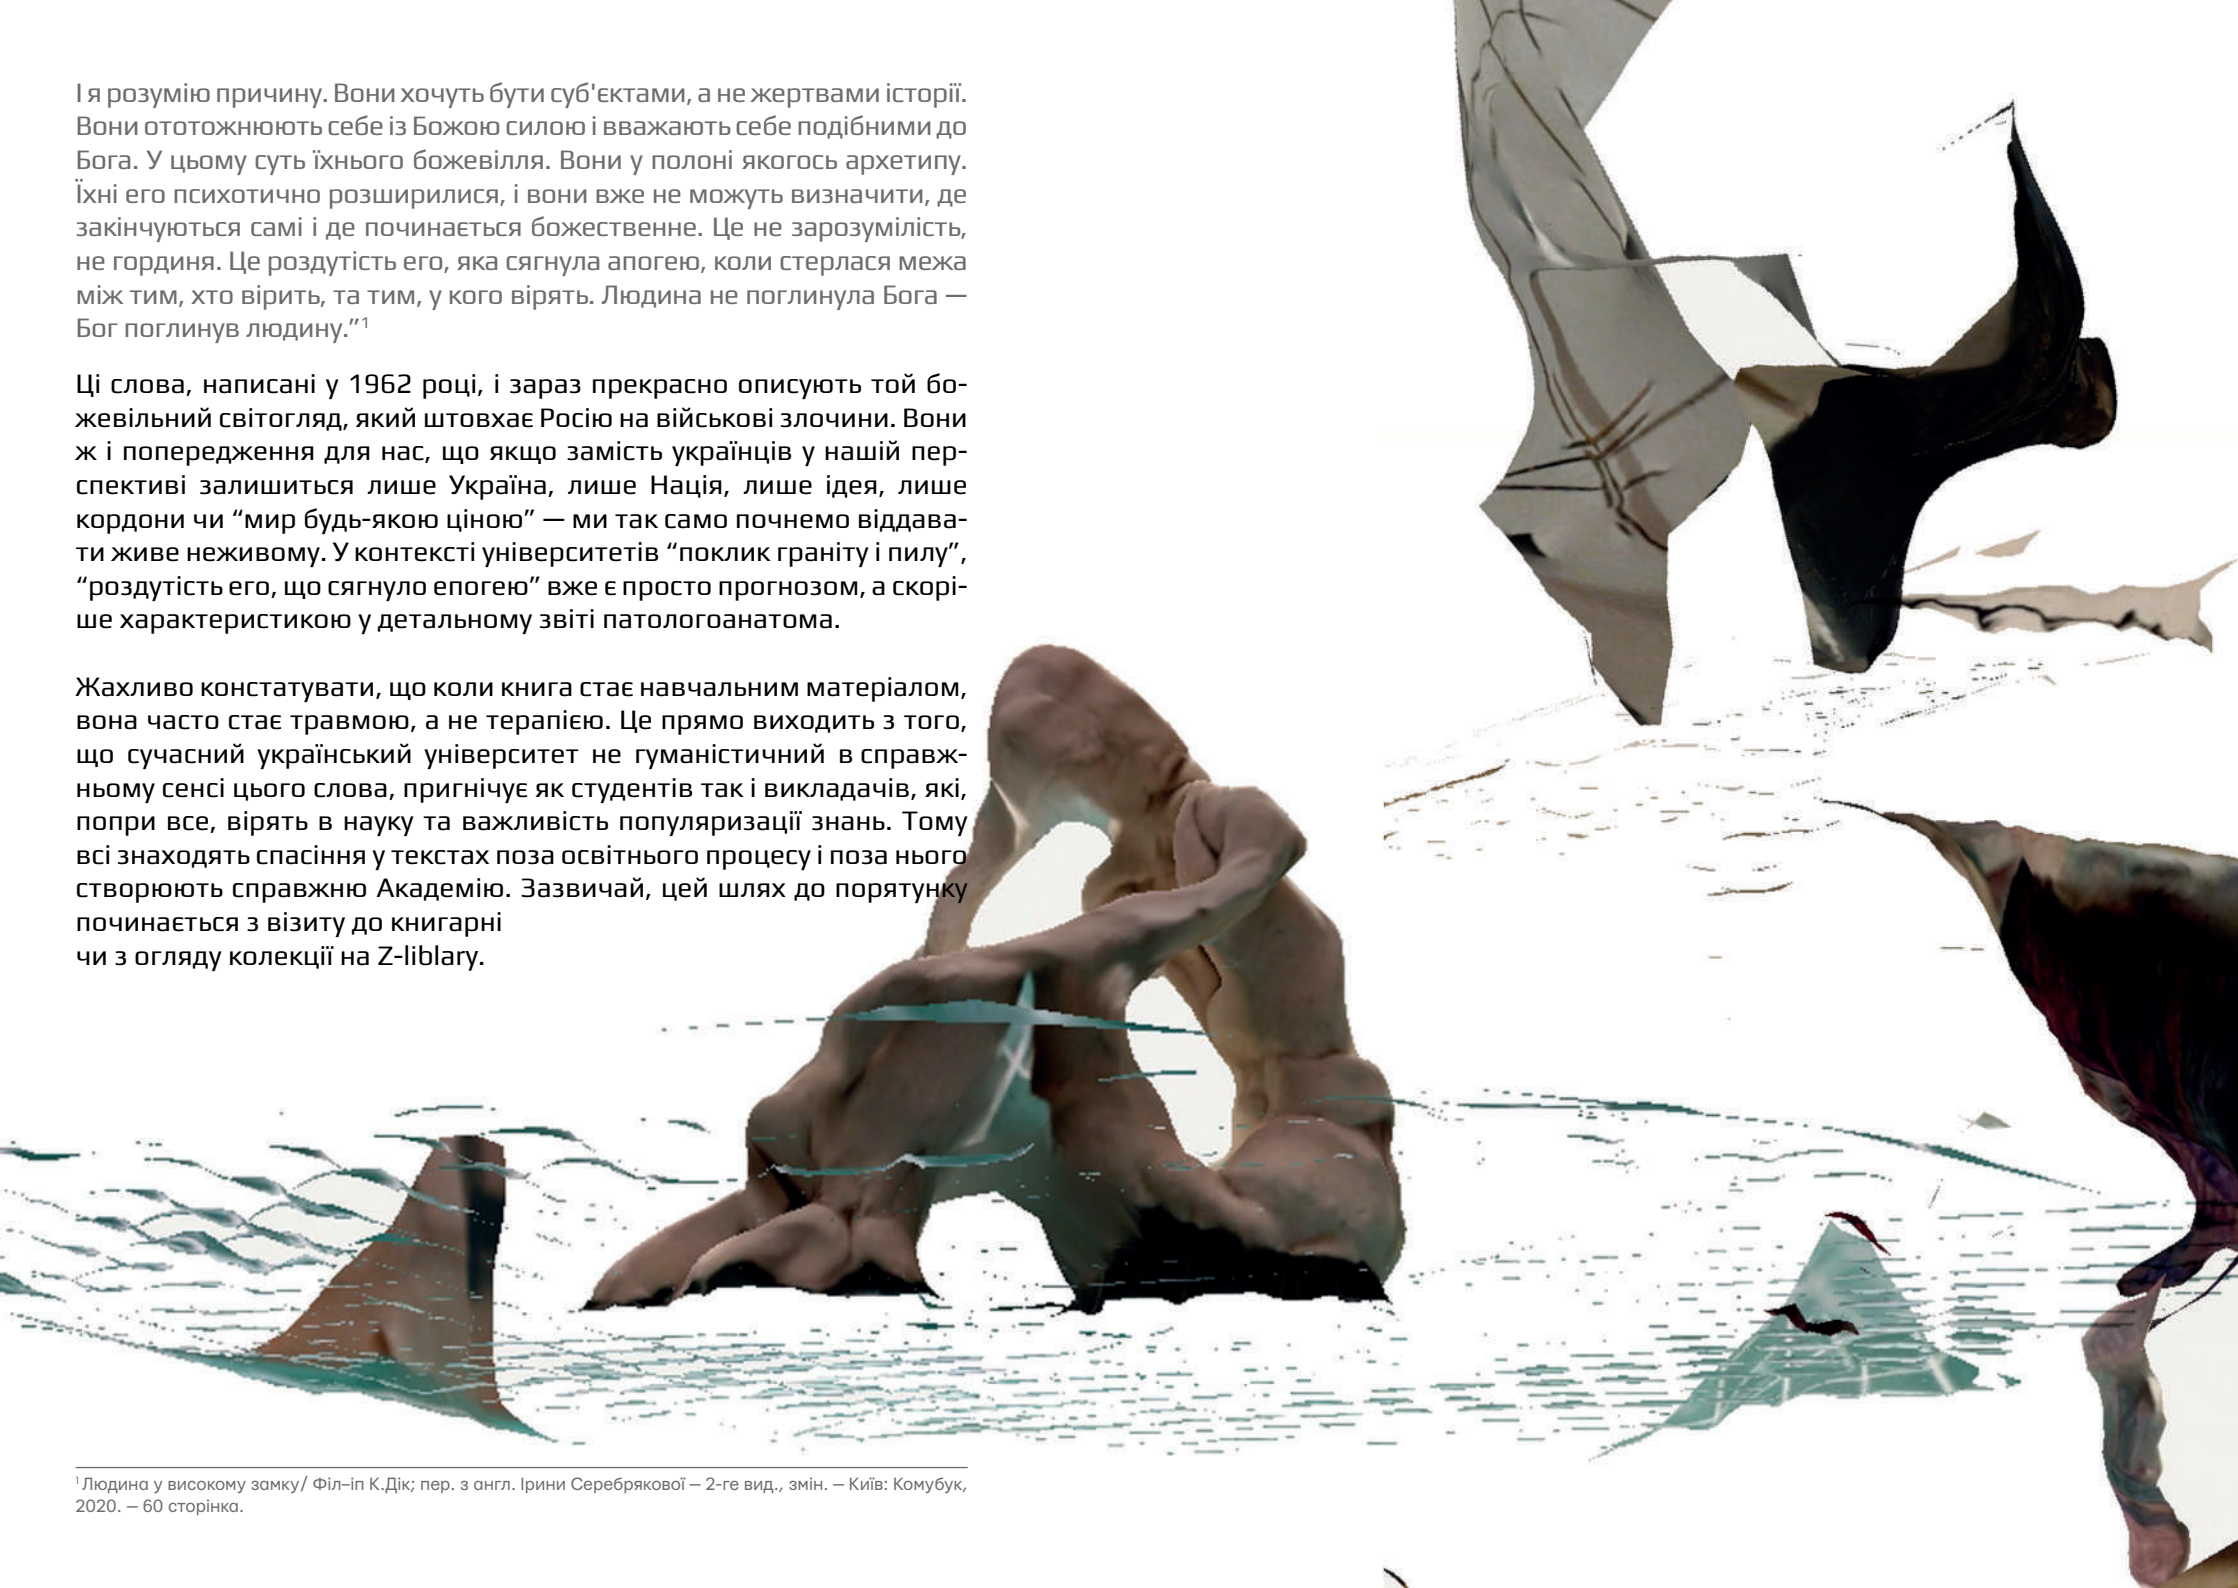 І я розумію причину. Вони хочуть бути суб'єктами, а не жертвами історії.
Вони ототожнюють себе із Божою силою і вважають себе подібними до
Бога. У цьому суть їхнього божевілля. Вони у полоні якогось архетипу.
Їхні его психотично розширилися, і вони вже не можуть визначити, де
закінчуються самі і де починається божественне. Це не зарозумілість,
не гординя. Це роздутість его, яка сягнула апогею, коли стерлася межа
між тим, хто вірить, та тим, у кого вірять. Людина не поглинула Бога —
Бог поглинув людину.”¹
Ці слова, написані у 1962 році, і зараз прекрасно описують той бо-
жевільний світогляд, який штовхає Росію на військові злочини. Вони
ж і попередження для нас, що якщо замість українців у нашій пер-
спективі залишиться лише Україна, лише Нація, лише ідея, лише
кордони чи “мир будь-якою ціною” — ми так само почнемо віддава-
ти живе неживому. У контексті університетів “поклик граніту і пилу”,
“роздутість его, що сягнуло епогею” вже є просто прогнозом, а скорі-
ше характеристикою у детальному звіті патологоанатома.
Жахливо констатувати, що коли книга стає навчальним матеріалом,
вона часто стає травмою, а не терапією. Це прямо виходить з того,
що сучасний український університет не гуманістичний в справж-
ньому сенсі цього слова, пригнічує як студентів так і викладачів, які,
попри все, вірять в науку та важливість популяризації знань. Тому
всі знаходять спасіння у текстах поза освітнього процесу і поза нього
створюють справжню Академію. Зазвичай, цей шлях до порятунку
починається з візиту до книгарні
чи з огляду колекції на Z-liblary.
¹ Людина у високому замку/ Філ–іп К.Дік; пер. з англ. Ірини Серебрякової — 2-ге вид., змін. — Київ: Комубук,
2020. — 60 сторінка.